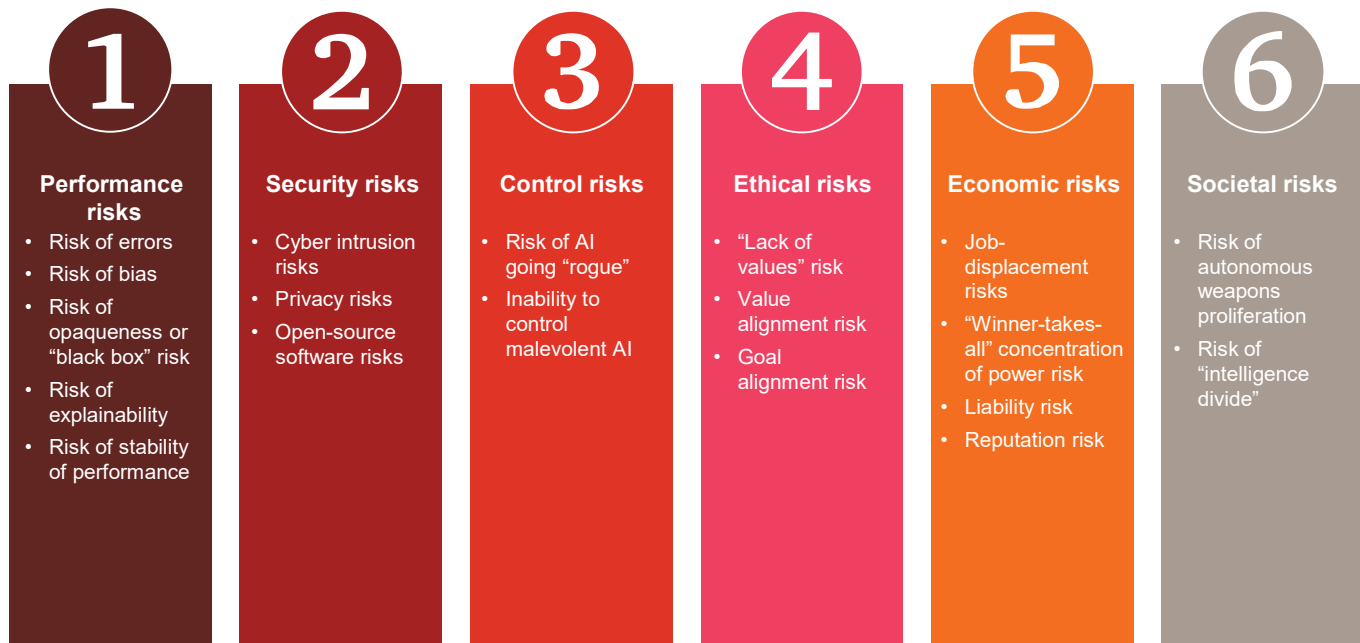 1
Performance
risks
• Risk of errors
• Risk of bias
• Risk of
opaqueness or
“black box” risk
• Risk of
explainability
• Risk of stability
of performance
2
Security risks
• Cyber intrusion
risks
• Privacy risks
• Open-source
software risks
3
Control risks
• Risk of AI
going “rogue”
• Inability to
control
malevolent AI
4
Ethical risks
• “Lack of
values” risk
• Value
alignment risk
• Goal
alignment risk
5
Economic risks
• Job-
displacement
risks
• “Winner-takes-
all” concentration
of power risk
• Liability risk
• Reputation risk
6
Societal risks
• Risk of
autonomous
weapons
proliferation
• Risk of
“intelligence
divide”